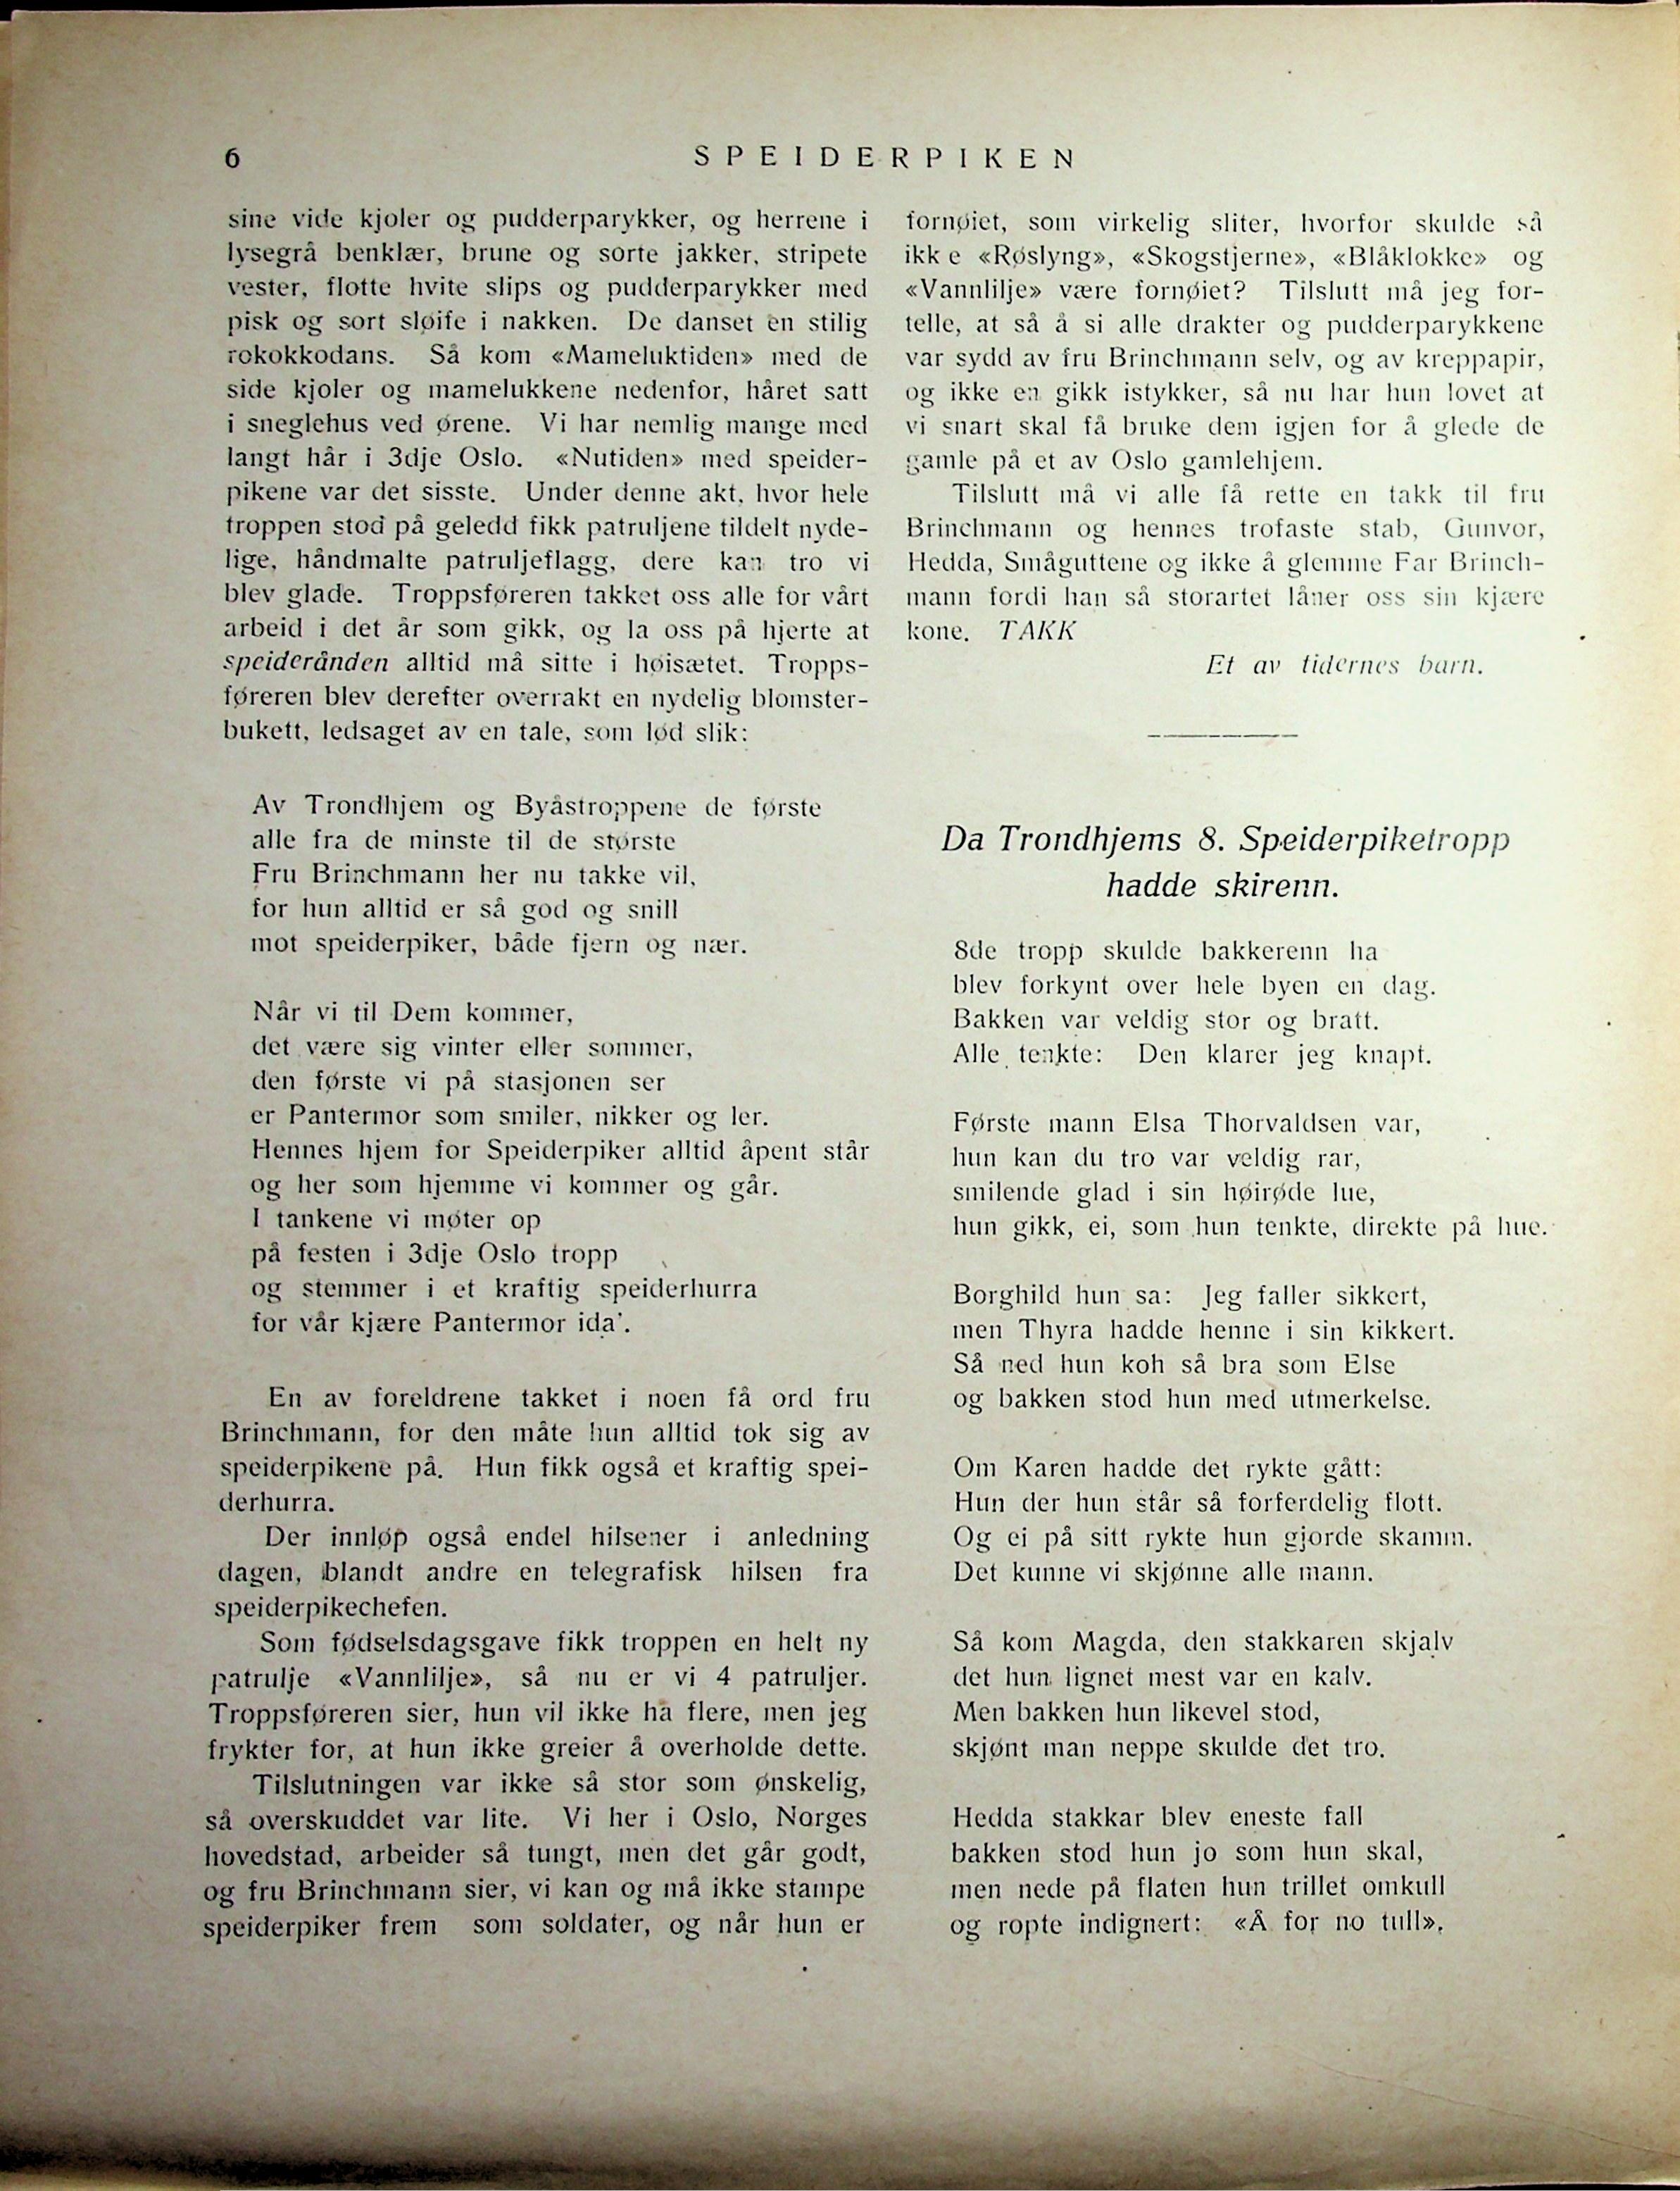 6
SPEIDERPIKEN
sine vide kjoler og pudderparykker, og herrene i
lysegrå benklær, brune og sorte jakker, stripete
vester, flotte hvite slips og pudderparykker med
pisk og sort sløife i nakken. De danset en stilig
rokokkodans. Så kom «Mameluktiden» med de
side kjoler og mamelukkene nedenfor, håret satt
i sneglehus ved ørene. Vi har nemlig mange med
langt hår i 3dje Oslo. «Nutiden» med speider-
pikene var det sisste. Under denne akt, hvor hele
troppen stod på geledd fikk patruljene tildelt nyde-
lige, håndmalte patruljeflagg, dere kan tro vi
blev glade. Troppsføreren takket oss alle for vårt
arbeid i det år som gikk, og la oss på hjerte at
speiderånden alltid må sitte i høisætet. Tropps-
føreren blev derefter overrakt en nydelig blomster-
bukett, ledsaget av en tale, som lød slik:
Av Trondhjem og Byåstroppene de første
alle fra de minste til de største
Fru Brinchmann her nu takke vil,
for hun alltid er så god og snill
mot speiderpiker, både fjern og nær.
Når vi til Dem kommer,
det være sig vinter eller sommer,
den første vi på stasjonen ser
er Pantermor som smiler, nikker og ler.
Hennes hjem for Speiderpiker alltid åpent står
og her som hjemme vi kommer og går.
I tankene vi møter op
på festen i 3dje Oslo tropp
og stemmer i et kraftig speiderhurra
for vår kjære Pantermor ida'.
En av foreldrene takket i noen få ord fru
Brinchmann, for den måte hun alltid tok sig av
speiderpikene på. Hun fikk også et kraftig spei-
derhurra.
Der innløp også endel hilsener i anledning
dagen, blandt andre en telegrafisk hilsen fra
speiderpikechefen.
Som fødselsdagsgave fikk troppen en helt ny
patrulje «Vannlilje», så nu er vi 4 patruljer.
Troppsføreren sier, hun vil ikke ha flere, men jeg
frykter for, at hun ikke greier å overholde dette.
Tilslutningen var ikke så stor som ønskelig,
så overskuddet var lite. Vi her i Oslo, Norges
hovedstad, arbeider så tungt, men det går godt,
og fru Brinchmann sier, vi kan og må ikke stampe
speiderpiker frem som soldater, og når hun er
fornøiet, som virkelig sliter, hvorfor skulde så
ikk e «Røslyng», «Skogstjerne», «Blåklokke» og
«Vannlilje» være fornøiet? Tilslutt må jeg for-
telle, at så å si alle drakter og pudderparykkene
var sydd av fru Brinchmann selv, og av kreppapir,
og ikke en gikk istykker, så nu har hun lovet at
vi snart skal få bruke dem igjen for å glede de
gamle på et av Oslo gamlehjem.
Tilslutt må vi alle få rette en takk til fru
Brinchmann og hennes trofaste stab, Gunvor,
Hedda, Småguttene og ikke å glemme Far Brinch-
mann fordi han så storartet låner oss sin kjære
kone. TAKK
Et av tidernes barn.
Da Trondhjems 8. Speiderpiketropp
hadde skirenn.
8de tropp skulde bakkerenn ha
blev forkynt over hele byen en dag.
Bakken var veldig stor og bratt.
Alle tenkte: Den klarer jeg knapt.
Første mann Elsa Thorvaldsen var,
hun kan du tro var veldig rar,
smilende glad i sin høirøde lue,
hun gikk, ei, som hun tenkte, direkte på hue.
Borghild hun sa: Jeg faller sikkert,
men Thyra hadde henne i sin kikkert.
Så ned hun koh så bra som Else
og bakken stod hun med utmerkelse.
Om Karen hadde det rykte gått:
Hun der hun står så forferdelig flott.
Og ei på sitt rykte hun gjorde skamm.
Det kunne vi skjønne alle mann.
Så kom Magda, den stakkaren skjalv
det hun lignet mest var en kalv.
Men bakken hun likevel stod,
skjønt man neppe skulde det tro.
Hedda stakkar blev eneste fall
bakken stod hun jo som hun skal,
men nede på flaten hun trillet omkull
og ropte indignert: «Å for no tull».